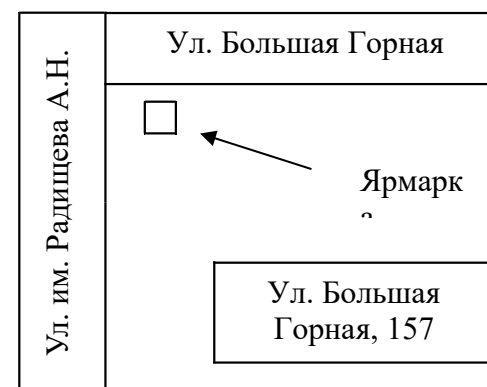 Ул. Большая Горная
Ул. им. Радищева А.Н.
Ярмарк
Ул. Большая
Горная, 157